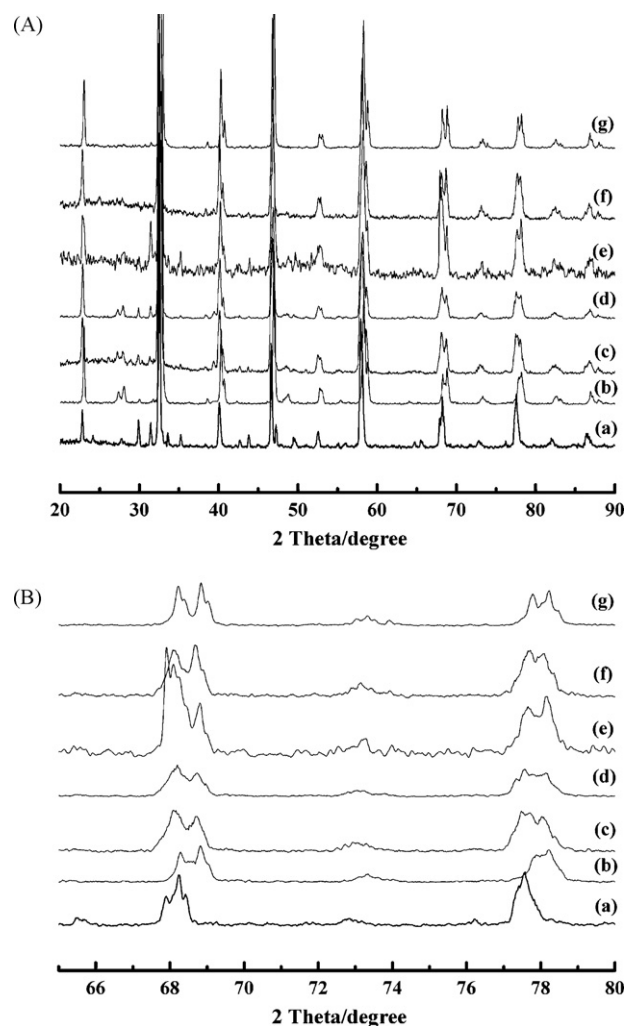 (A)
(g)
(f)
(e)
(d)
(c)
(b)
(a)
20 30 40 50 60 70 80 90
2 Theta/degree
(B)
(g)
(f)
(e)
(d)
(c)
(b)
(a)
66 68 70 72 74 76 78 80
2 Theta/degree